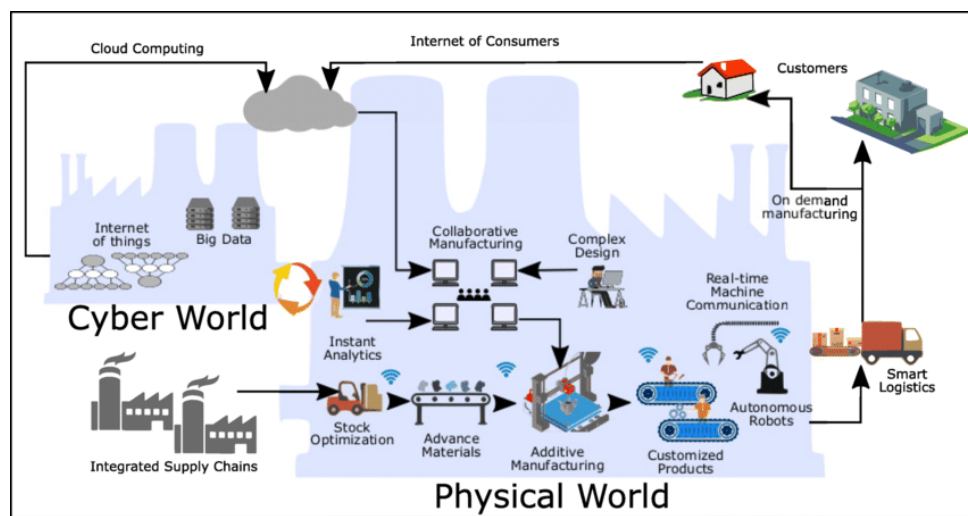 Cloud Computing
Internet of Consumers
Customers
On demand
manufacturing
Internet
of things
Big Data
Collaborative
Manufacturing
Complex
Design
Real-time
Machine
Communication
Cyber World
Instant
Analytics
Smart
Logistics
Stock
Optimization
Advance
Materials
Additive
Manufacturing
Customized
Products
Autonomous
Robots
Integrated Supply Chains
Physical World